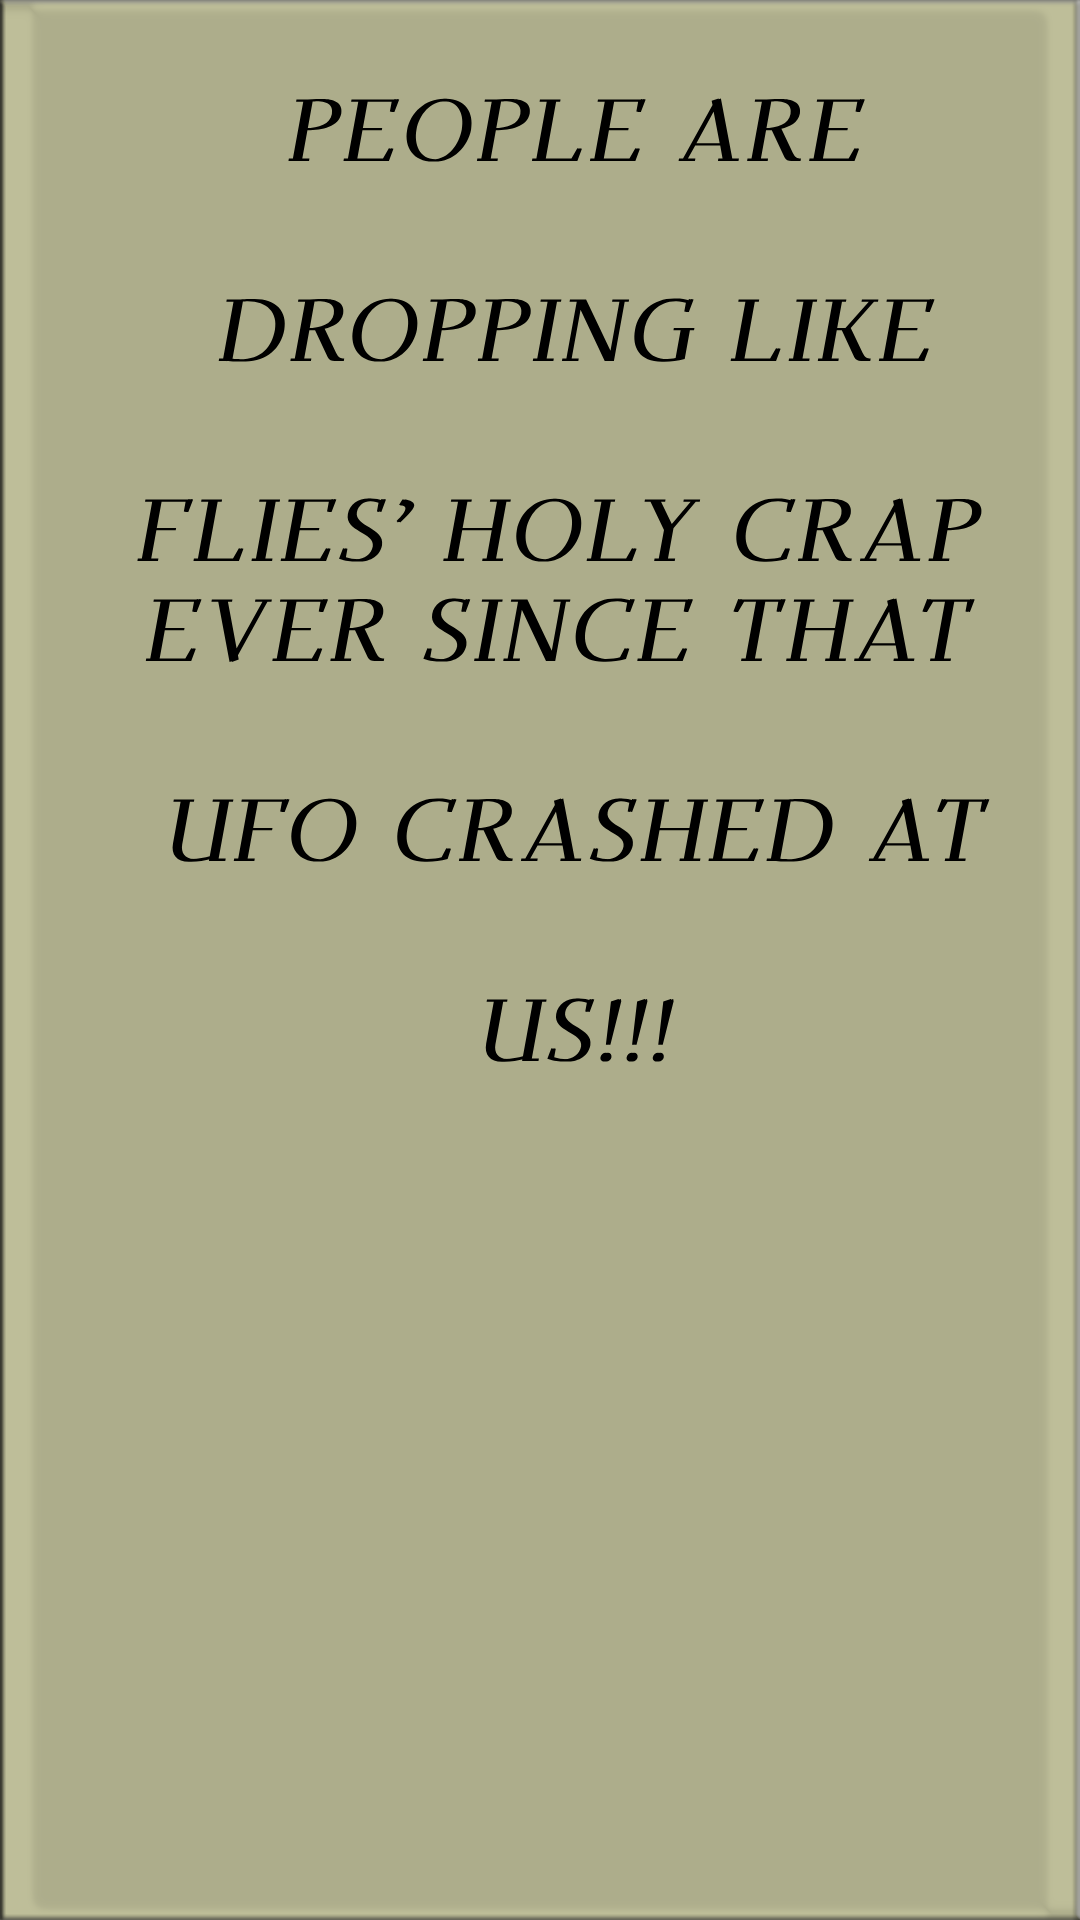 PEOPLE ARE
DROPPING LIKE
FLIES’ HOLY CRAP
EVER SINCE THAT
UFO CRASHED AT
US!!!